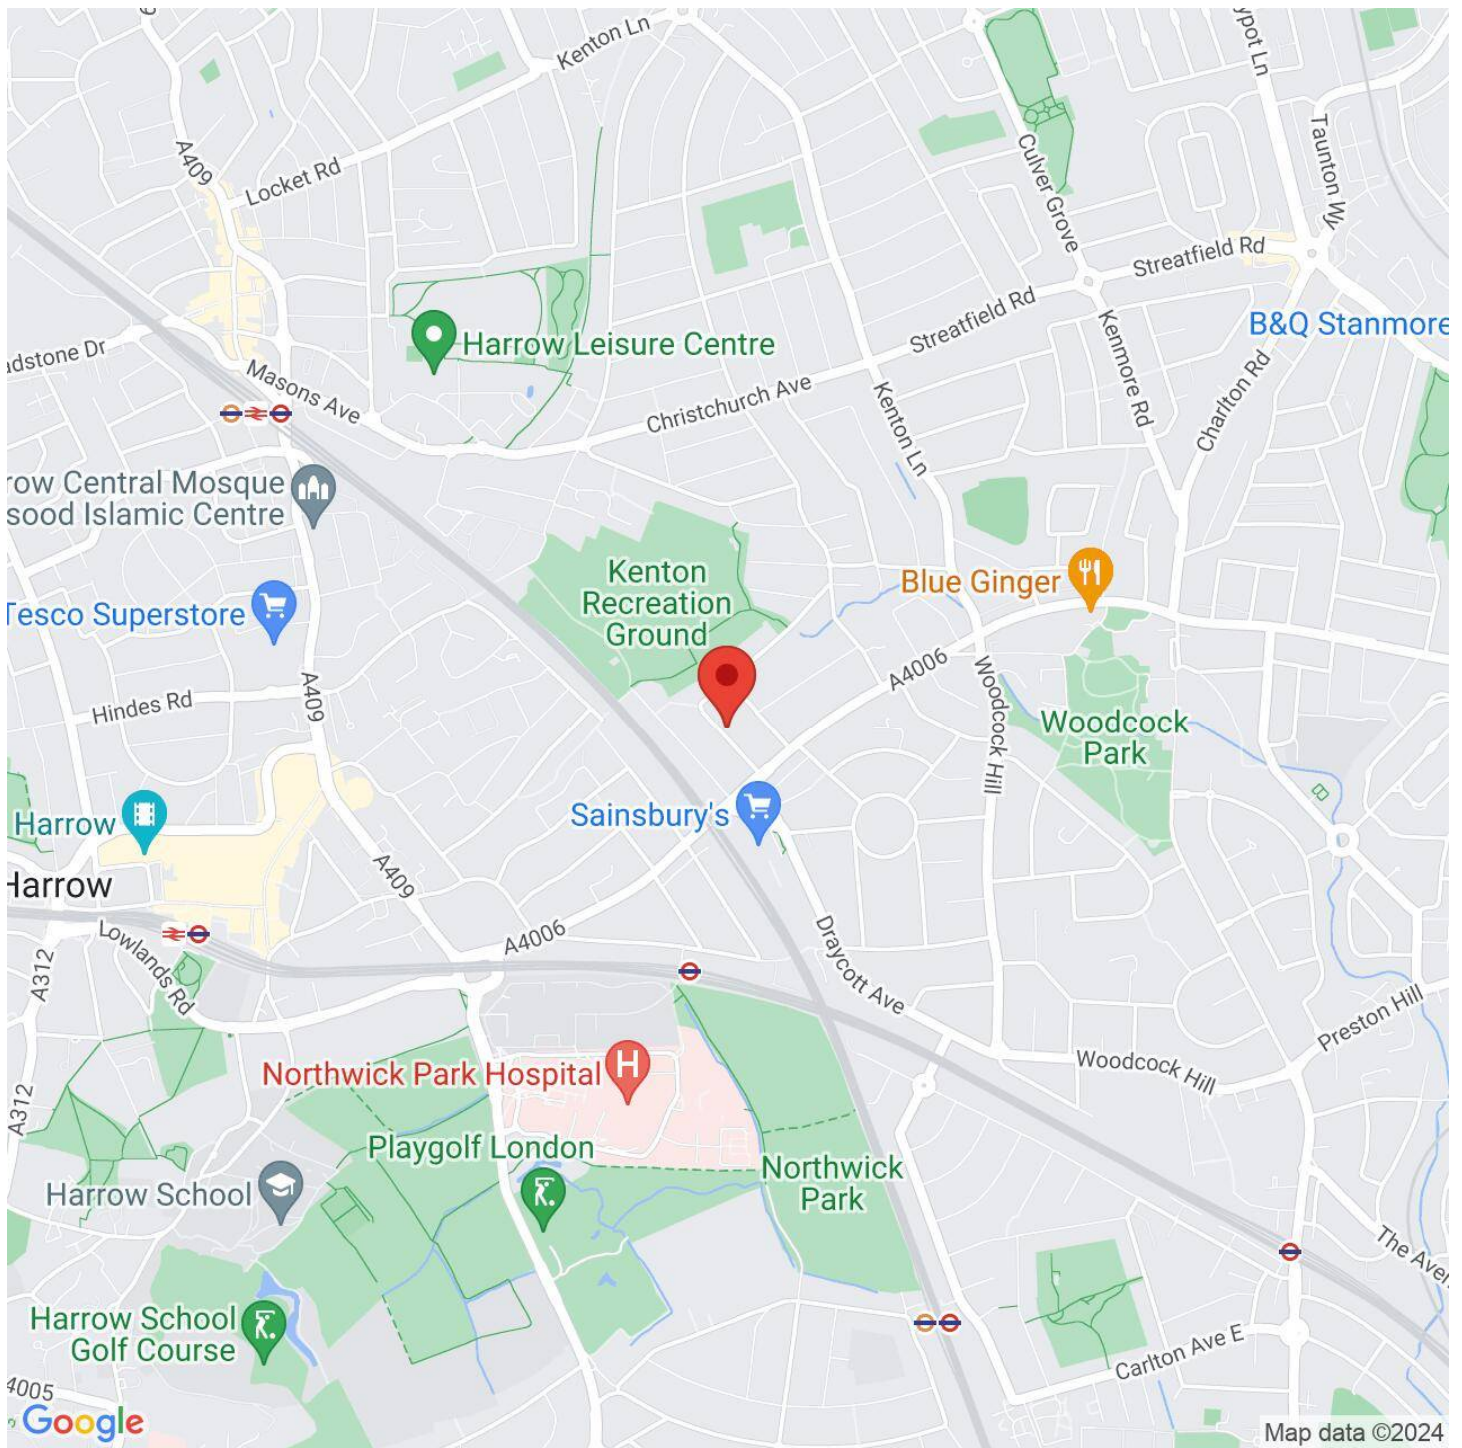 Kenton Ln
ypot Ln
A409
Locket Rd
Culver Grove
Taunton Wy
Streatfield Rd
Streatfield Rd
B&Q Stanmore
Harrow Leisure Centre
adstone Dr
Masons Ave
Christchurch Ave
Kenton Ln
Kenmore Rd
Charlton Rd
row Central Mosque
sood Islamic Centre
Kenton
Recreation
Ground
Blue Ginger
Tesco Superstore
A4006
Woodcock Hill
Hindes Rd
A409
Woodcock
Park
Sainsbury's
Harrow
Harrow
A409
A4006
Draycott Ave
Lowlands Rd
A312
Preston Hill
Woodcock Hill
Northwick Park Hospital
H
A312
Playgolf London
Northwick
Park
Harrow School
The Aven
Harrow School
Golf Course
Carlton Ave E
4005
Google
Map data ©2024